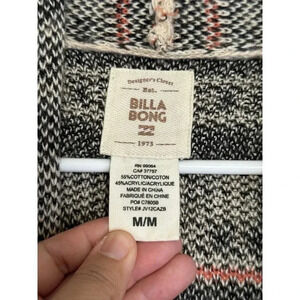 Designer's Closet
Est.
BILLA
BONG
1973
RN 99064
CA# 37757
55%COTTON/COTON
45%ACRYLIC/ACRYLIQUE
MADE IN CHINA
FABRIQUÉ EN CHINE
PO# C7805B
STYLE# JV12CAZB
M/M